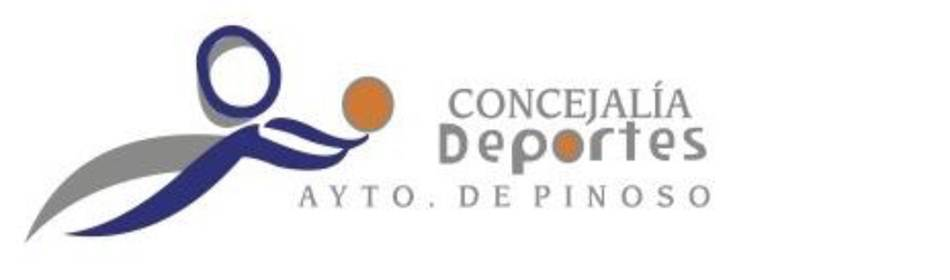 CONCEJALÍA
Deportes
AYTO. DE PINOSO